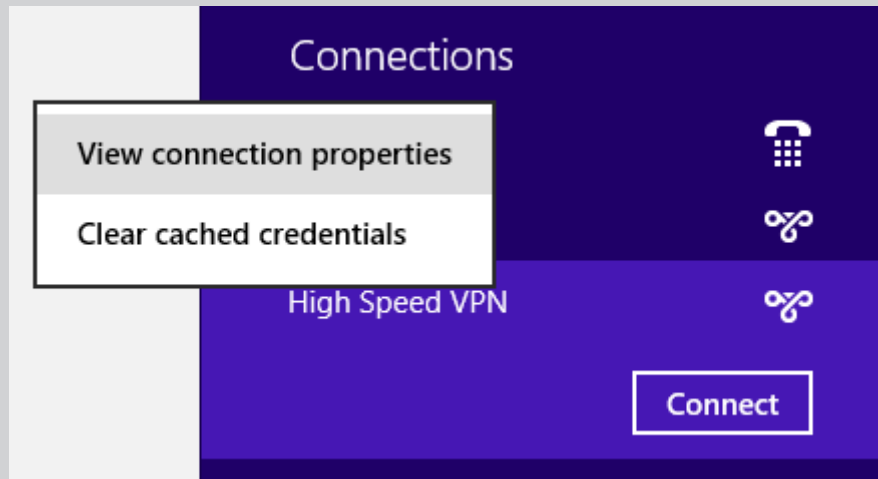 Connections
View connection properties
Clear cached credentials
High Speed VPN
Connect